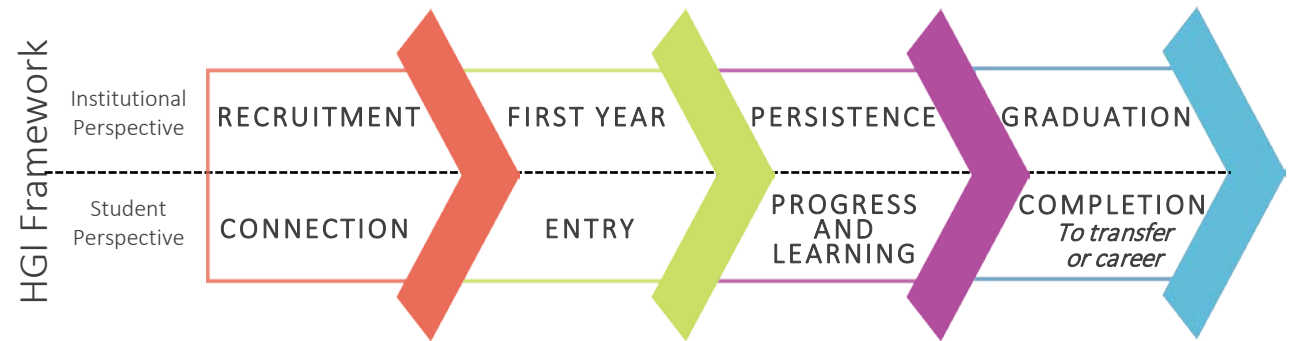 HGI Framework
Institutional
Perspective
RECRUITMENT
FIRST YEAR
PERSISTENCE
GRADUATION
Student
Perspective
CONNECTION
ENTRY
PROGRESS
AND
LEARNING
COMPLETION
To transfer
or career